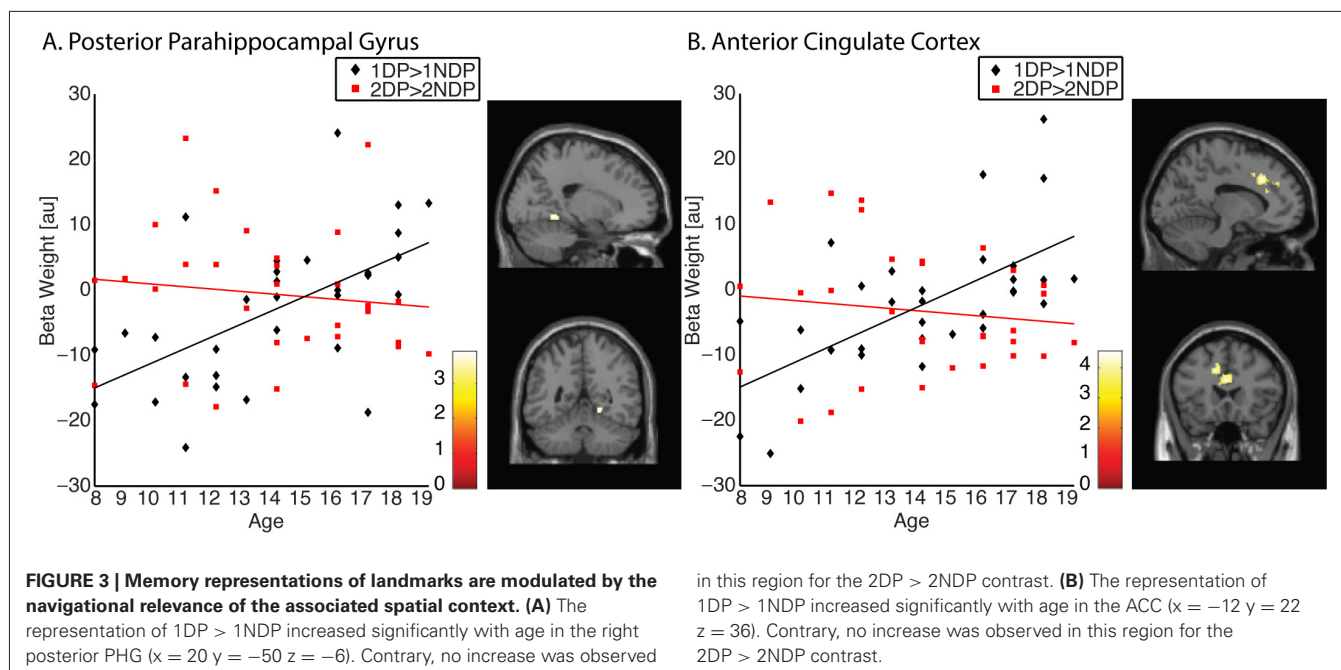 A. Posterior Parahippocampal Gyrus
1DP>1NDP
2DP>2NDP
30
20
10
0
−10
−20
−30
Beta Weight [au]
8 9 10 11 12 13 14 15 16 17 18 19
Age
3
2
1
0
B. Anterior Cingulate Cortex
1DP>1NDP
2DP>2NDP
30
20
10
0
−10
−20
−30
Beta Weight [au]
8 9 10 11 12 13 14 15 16 17 18 19
Age
4
3
2
1
0
FIGURE 3 | Memory representations of landmarks are modulated by the
navigational relevance of the associated spatial context. (A) The
representation of 1DP > 1NDP increased significantly with age in the right
posterior PHG (x = 20 y = −50 z = −6). Contrary, no increase was observed
in this region for the 2DP > 2NDP contrast. (B) The representation of
1DP > 1NDP increased significantly with age in the ACC (x = −12 y = 22
z = 36). Contrary, no increase was observed in this region for the
2DP > 2NDP contrast.